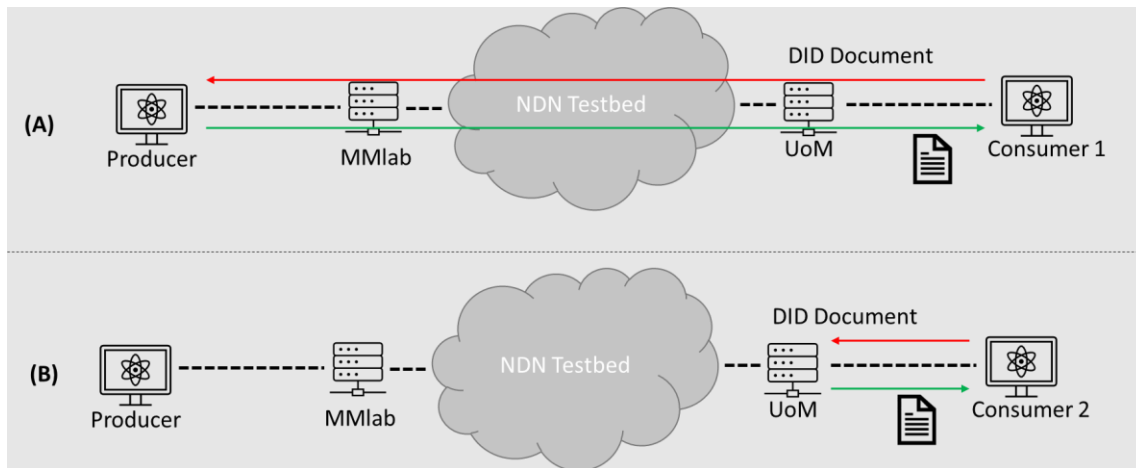 DID Document
NDN Testbed
(A)
Producer
MMlab
UoM
Consumer 1
DID Document
NDN Testbed
(B)
Producer
MMlab
UoM
Consumer 2